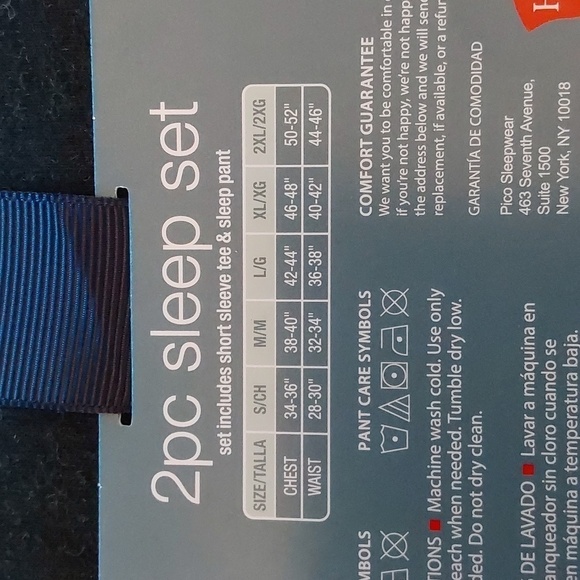 2pc sleep set
set includes short sleeve tee & sleep pant
SIZE/TALLA S/CH M/M L/G XL/XG 2XL/2XG
CHEST 34-36" 38-40" 42-44" 46-48" 50-52"
WAIST 28-30" 32-34" 36-38" 40-42" 44-46"
MBOLS
PANT CARE SYMBOLS
TIONS ■ Machine wash cold. Use only
each when needed. Tumble dry low.
ded. Do not dry clean.
DE LAVADO ■ Lavar a máquina en
anqueador sin cloro cuando se
en máquina a temperatura baja.
COMFORT GUARANTEE
We want you to be comfortable in
if you're not happy, we're not happ
the address below and we will send
replacement, if available, or a refur
GARANTÍA DE COMODIDAD
Pico Sleepwear
463 Seventh Avenue,
Suite 1500
New York, NY 10018
H